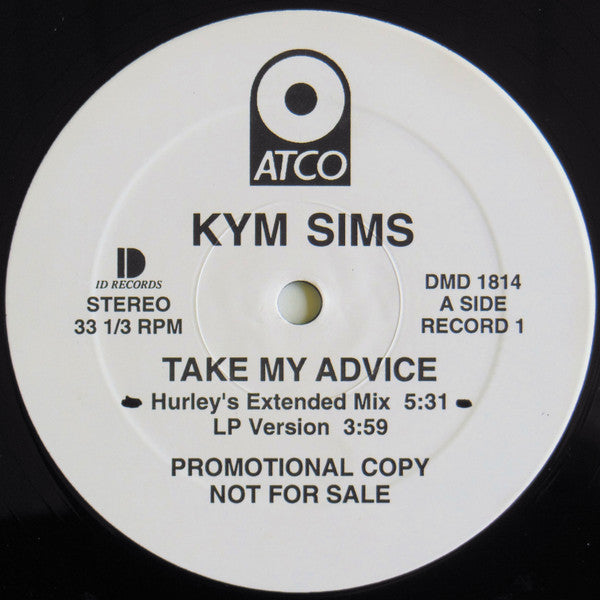 ATCO
KYM SIMS
ID
ID RECORDS
STEREO
33 1/3 RPM
DMD 1814
A SIDE
RECORD 1
TAKE MY ADVICE
Hurley's Extended Mix 5:31
LP Version 3:59
PROMOTIONAL COPY
NOT FOR SALE